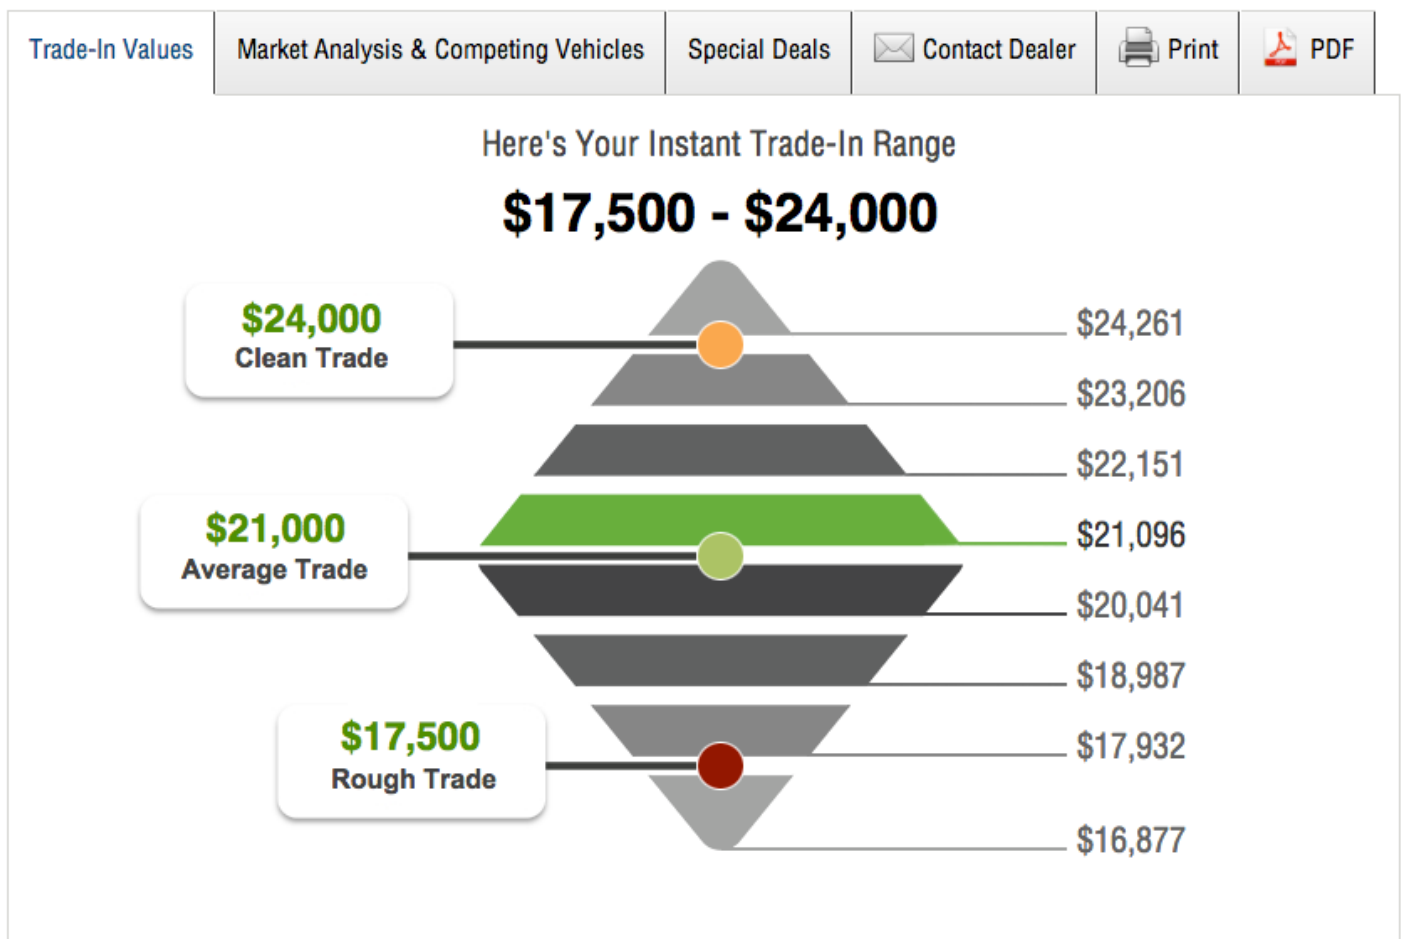 Trade-In Values
Market Analysis & Competing Vehicles
Special Deals
Contact Dealer
Print
PDF
Here's Your Instant Trade-In Range
$17,500 - $24,000
$24,000
Clean Trade
$21,000
Average Trade
$17,500
Rough Trade
$24,261
$23,206
$22,151
$21,096
$20,041
$18,987
$17,932
$16,877